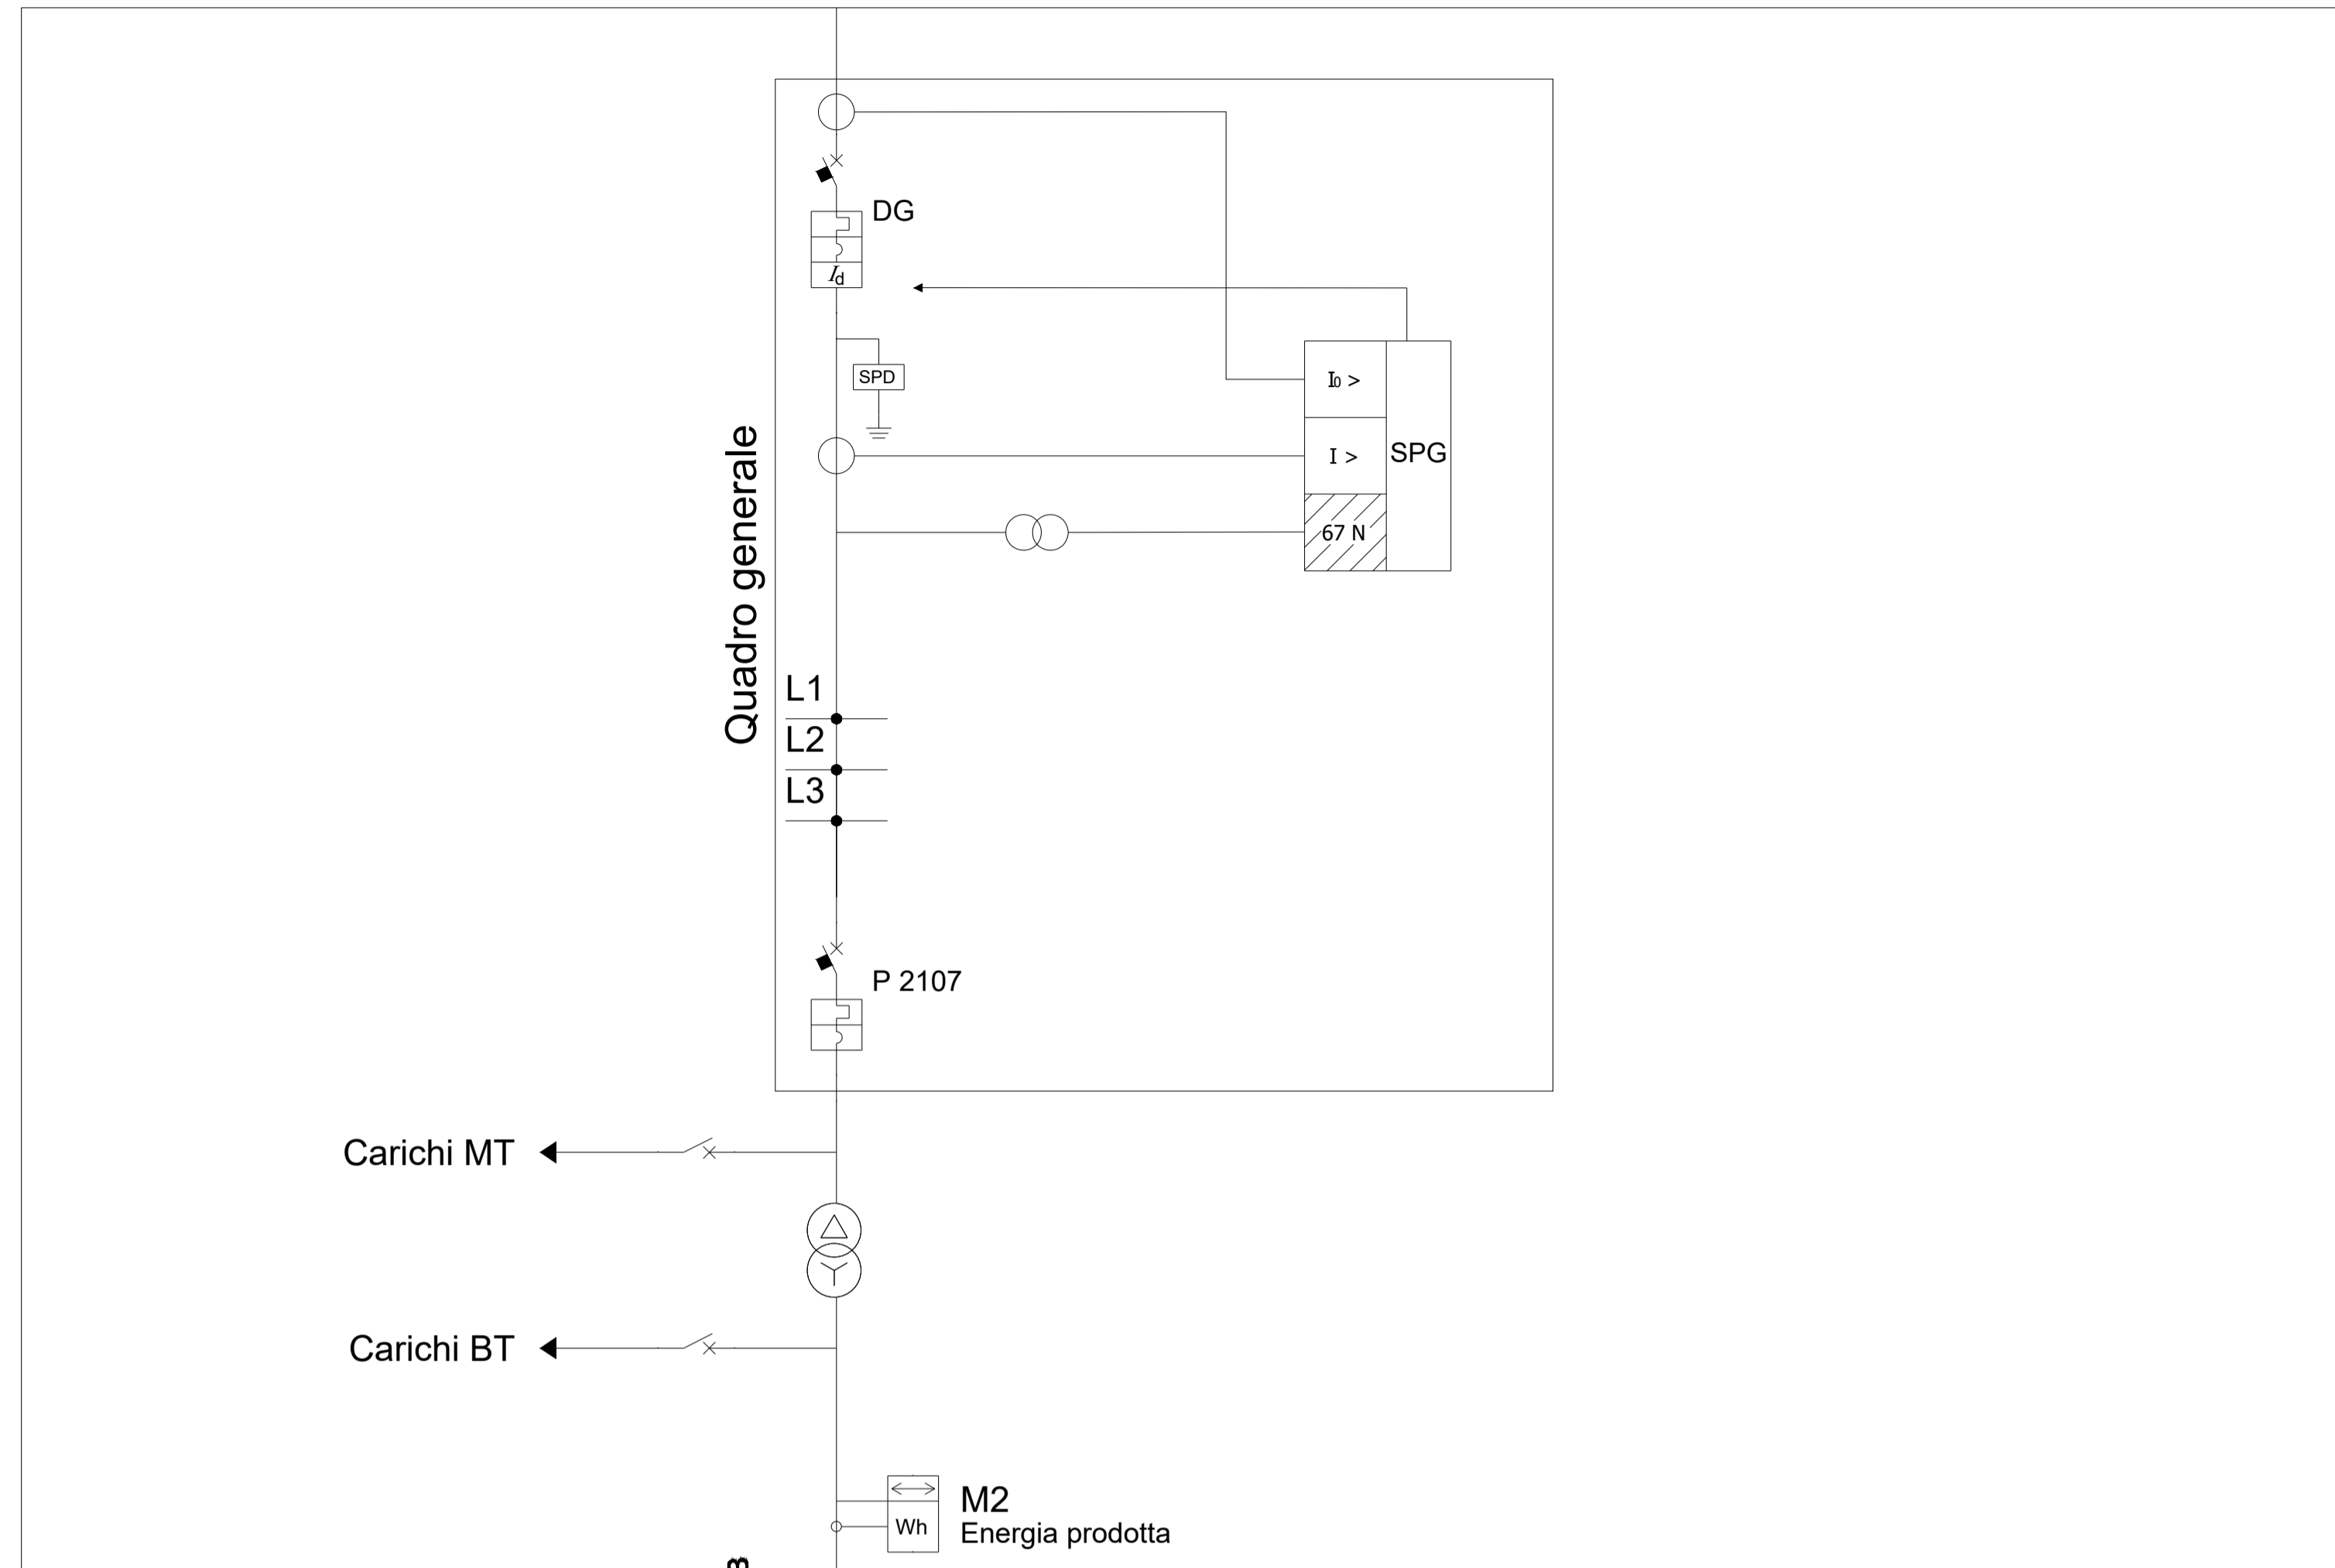 DG
Id
SPD
I0 >
I >
SPG
67 N
Quadro generale
L1
L2
L3
P 2107
Carichi MT
Carichi BT
M2
Wh
Energia prodotta